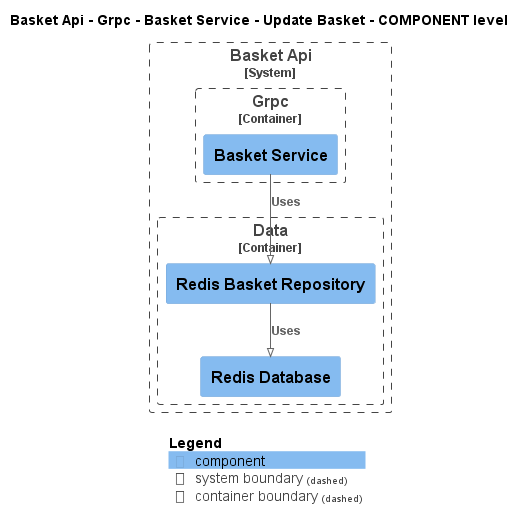 Basket Api - Grpc - Basket Service - Update Basket - COMPONENT level
Basket Api
[System]
Grpc
[Container]
Basket Service
Uses
Data
[Container]
Redis Basket Repository
Uses
Redis Database
Legend
component
system boundary (dashed)
container boundary (dashed)